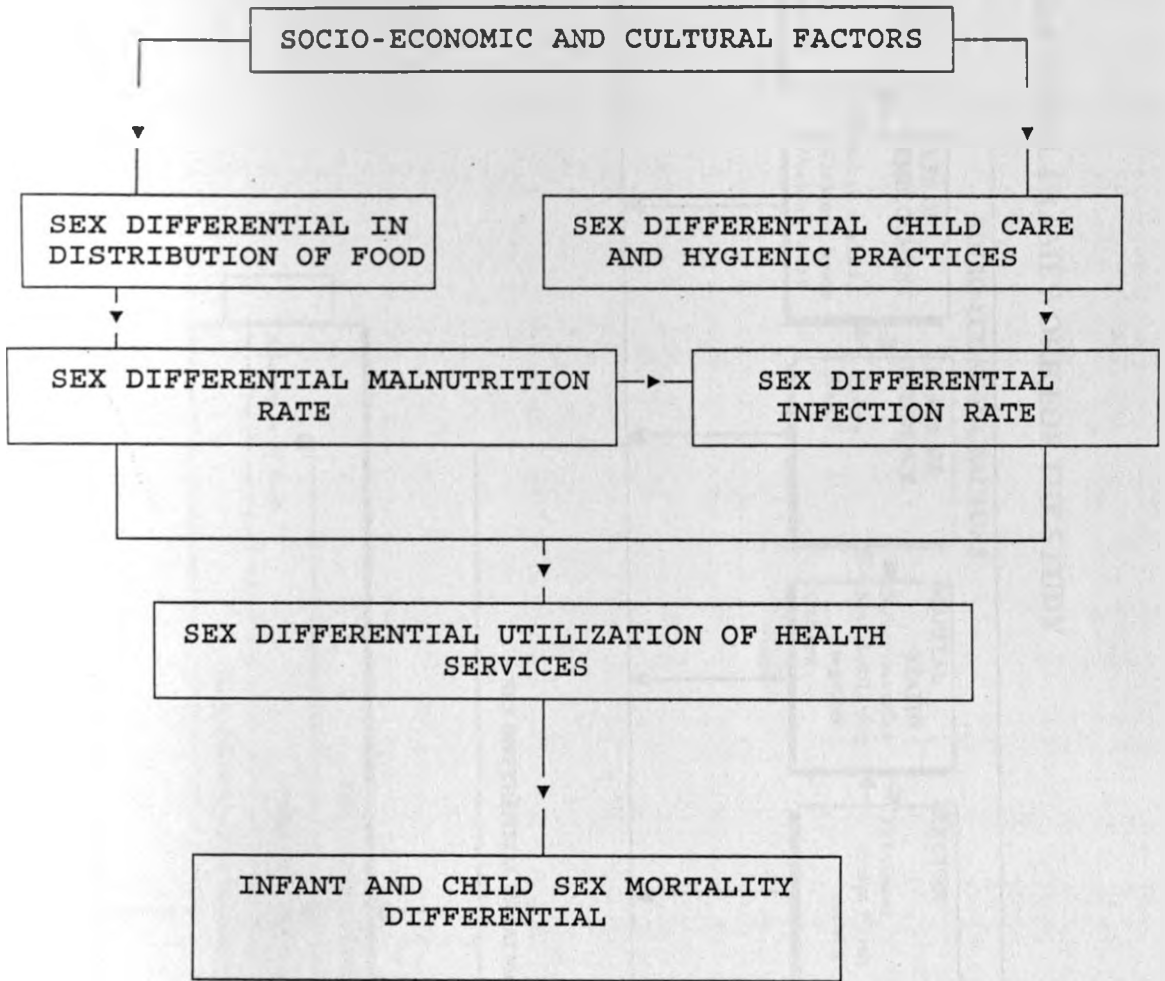 SOCIO-ECONOMIC AND CULTURAL FACTORS
SEX DIFFERENTIAL IN
DISTRIBUTION OF FOOD
SEX DIFFERENTIAL CHILD CARE
AND HYGIENIC PRACTICES
SEX DIFFERENTIAL MALNUTRITION
RATE
SEX DIFFERENTIAL
INFECTION RATE
SEX DIFFERENTIAL UTILIZATION OF HEALTH
SERVICES
INFANT AND CHILD SEX MORTALITY
DIFFERENTIAL